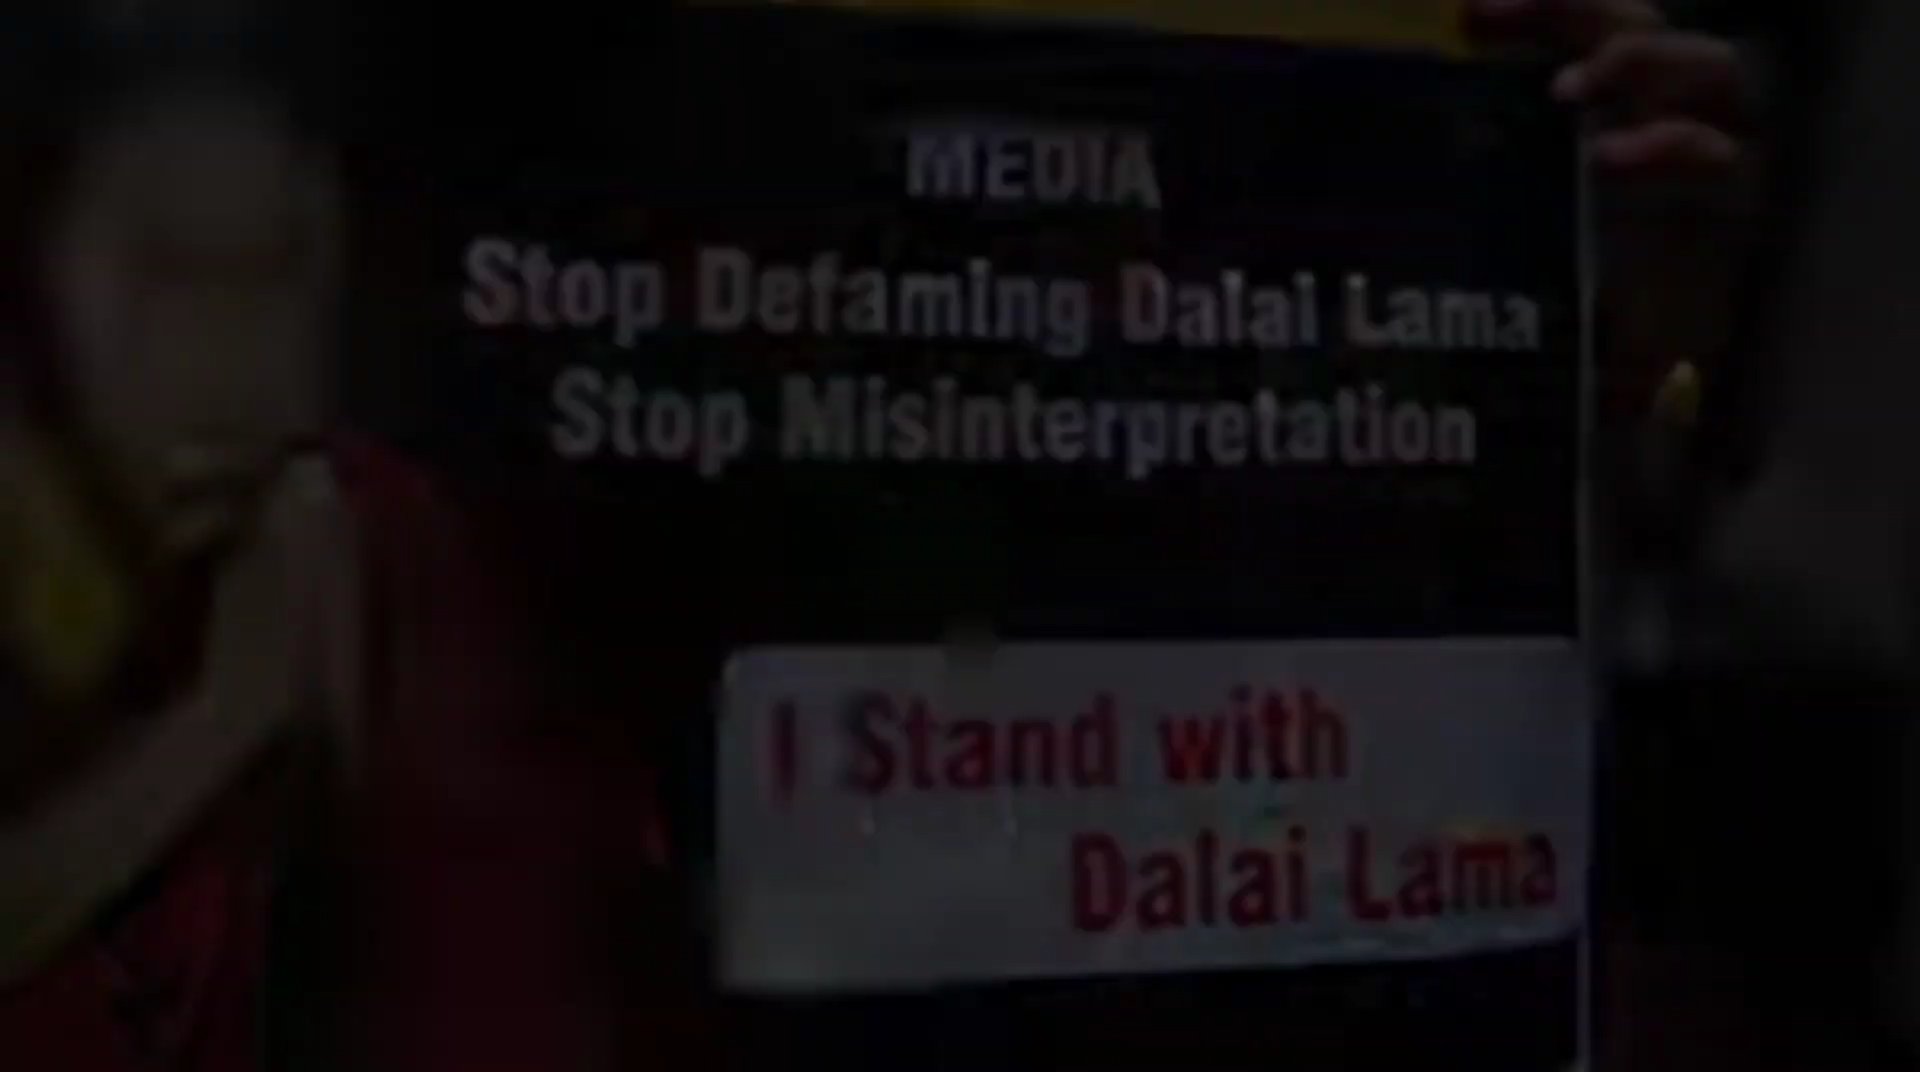 MEDIA
Stop Defaming Dalai Lama
Stop Misinterpretation
I Stand with
Dalai Lama